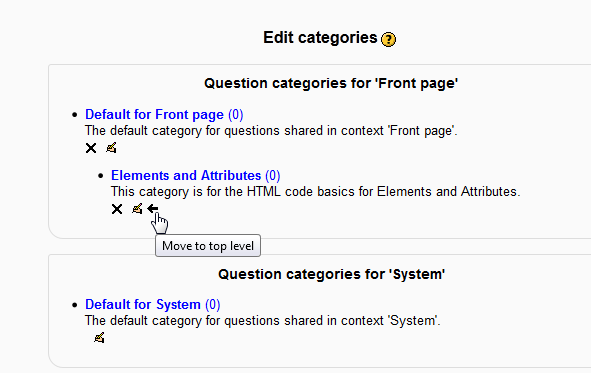 Edit categories ?
Question categories for 'Front page'
Default for Front page (0)
The default category for questions shared in context 'Front page'.
Elements and Attributes (0)
This category is for the HTML code basics for Elements and Attributes.
Move to top level
Question categories for 'System'
Default for System (0)
The default category for questions shared in context 'System'.